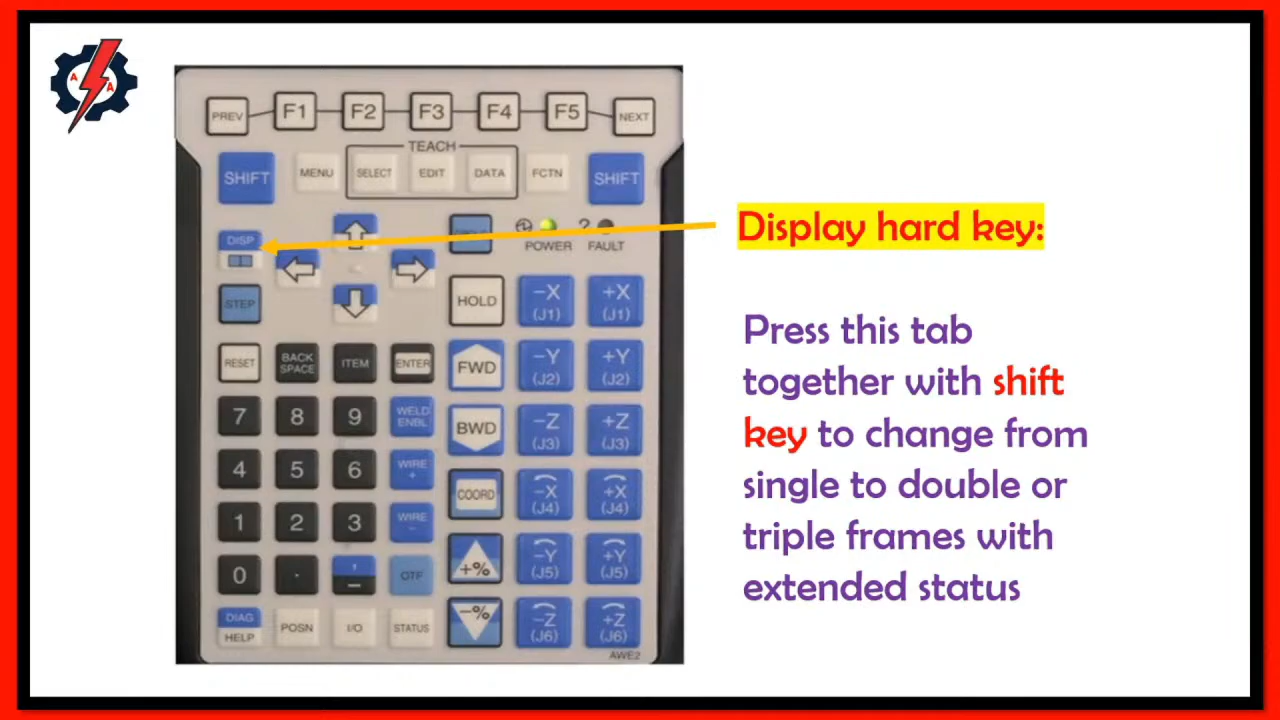 A A
PREV F1 F2 F3 F4 F5 NEXT
TEACH
SHIFT MENU SELECT EDIT DATA FCTN SHIFT
DISP
?
POWER FAULT
Display hard key:
STEP
HOLD
-X (J1)
+X (J1)
RESET BACK SPACE ITEM ENTER
FWD
-Y (J2)
+Y (J2)
7 8 9 WELD ENBL
BWD
-Z (J3)
+Z (J3)
4 5 6 WIRE +
COORD
-X (J4)
+X (J4)
1 2 3 WIRE -
+%
-Y (J5)
+Y (J5)
0 . , - OTF
-%
-Z (J6)
+Z (J6)
DIAG HELP POSN I/O STATUS
AWE2
Press this tab
together with shift
key to change from
single to double or
triple frames with
extended status